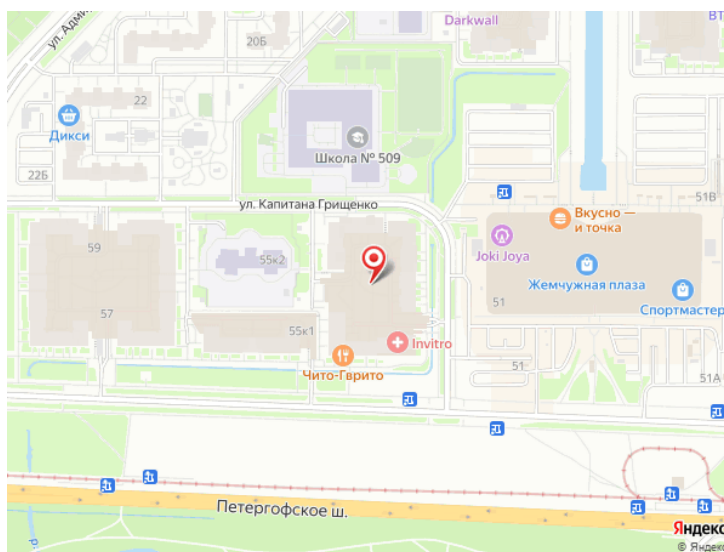 Darkwall
ВТ
ул. Адми
20Б
22
Дикси
22Б
Школа № 509
ул. Капитана Грищенко
51В
Вкусно —
и точка
Joki Joya
59
55к2
Жемчужная плаза
57
51
Спортмастер
55к1
Invitro
Чито-Гврито
51
51А
Петергофское ш.
р.
Яндекс
© Яндекс